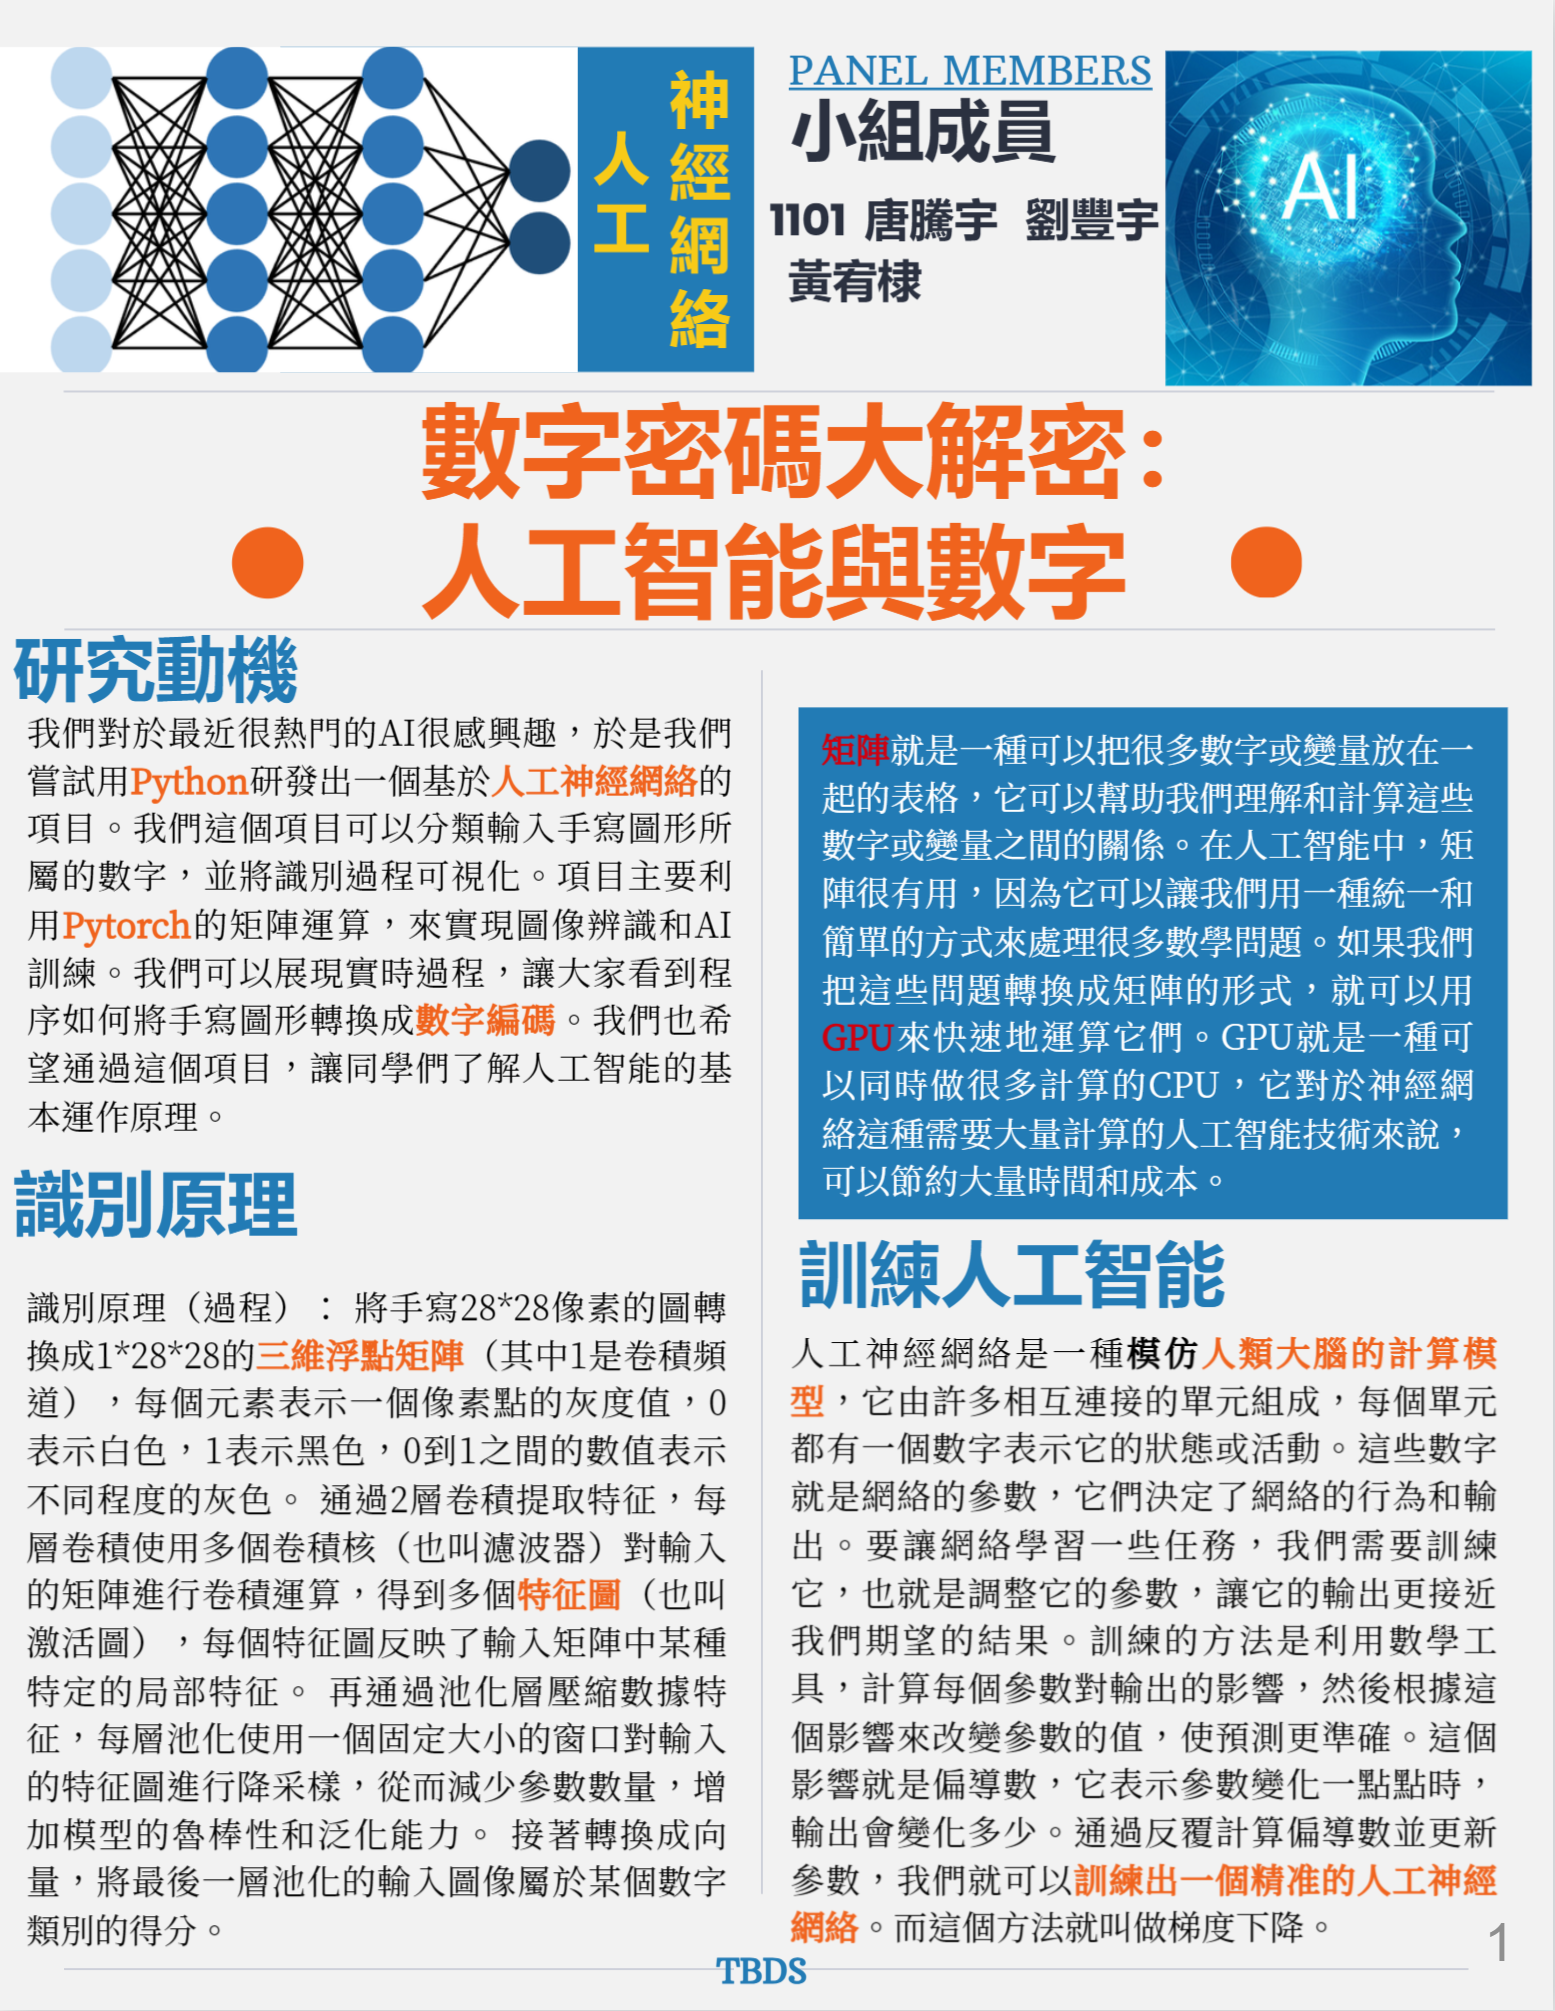 人工
神經網絡
PANEL MEMBERS
小組成員
1101 唐騰宇 劉豐宇
黃宥棣
AI
數字密碼大解密：
人工智能與數字
研究動機
我們對於最近很熱門的AI很感興趣，於是我們
嘗試用Python研發出一個基於人工神經網絡的
項目。我們這個項目可以分類輸入手寫圖形所
屬的數字，並將識別過程可視化。項目主要利
用Pytorch的矩陣運算，來實現圖像辨識和AI
訓練。我們可以展現實時過程，讓大家看到程
序如何將手寫圖形轉換成數字編碼。我們也希
望通過這個項目，讓同學們了解人工智能的基
本運作原理。
識別原理
識別原理（過程）： 將手寫28*28像素的圖轉
換成1*28*28的三維浮點矩陣（其中1是卷積頻
道），每個元素表示一個像素點的灰度值，0
表示白色，1表示黑色，0到1之間的數值表示
不同程度的灰色。 通過2層卷積提取特征，每
層卷積使用多個卷積核（也叫濾波器）對輸入
的矩陣進行卷積運算，得到多個特征圖（也叫
激活圖），每個特征圖反映了輸入矩陣中某種
特定的局部特征。 再通過池化層壓縮數據特
征，每層池化使用一個固定大小的窗口對輸入
的特征圖進行降采樣，從而減少參數數量，增
加模型的魯棒性和泛化能力。 接著轉換成向
量，將最後一層池化的輸入圖像屬於某個數字
類別的得分。
矩陣就是一種可以把很多數字或變量放在一
起的表格，它可以幫助我們理解和計算這些
數字或變量之間的關係。在人工智能中，矩
陣很有用，因為它可以讓我們用一種統一和
簡單的方式來處理很多數學問題。如果我們
把這些問題轉換成矩陣的形式，就可以用
GPU來快速地運算它們。GPU就是一種可
以同時做很多計算的CPU，它對於神經網
絡這種需要大量計算的人工智能技術來說，
可以節約大量時間和成本。
訓練人工智能
人工神經網絡是一種模仿人類大腦的計算模
型，它由許多相互連接的單元組成，每個單元
都有一個數字表示它的狀態或活動。這些數字
就是網絡的參數，它們決定了網絡的行為和輸
出。要讓網絡學習一些任務，我們需要訓練
它，也就是調整它的參數，讓它的輸出更接近
我們期望的結果。訓練的方法是利用數學工
具，計算每個參數對輸出的影響，然後根據這
個影響來改變參數的值，使預測更準確。這個
影響就是偏導數，它表示參數變化一點點時，
輸出會變化多少。通過反覆計算偏導數並更新
參數，我們就可以訓練出一個精准的人工神經
網絡。而這個方法就叫做梯度下降。
1
TBDS